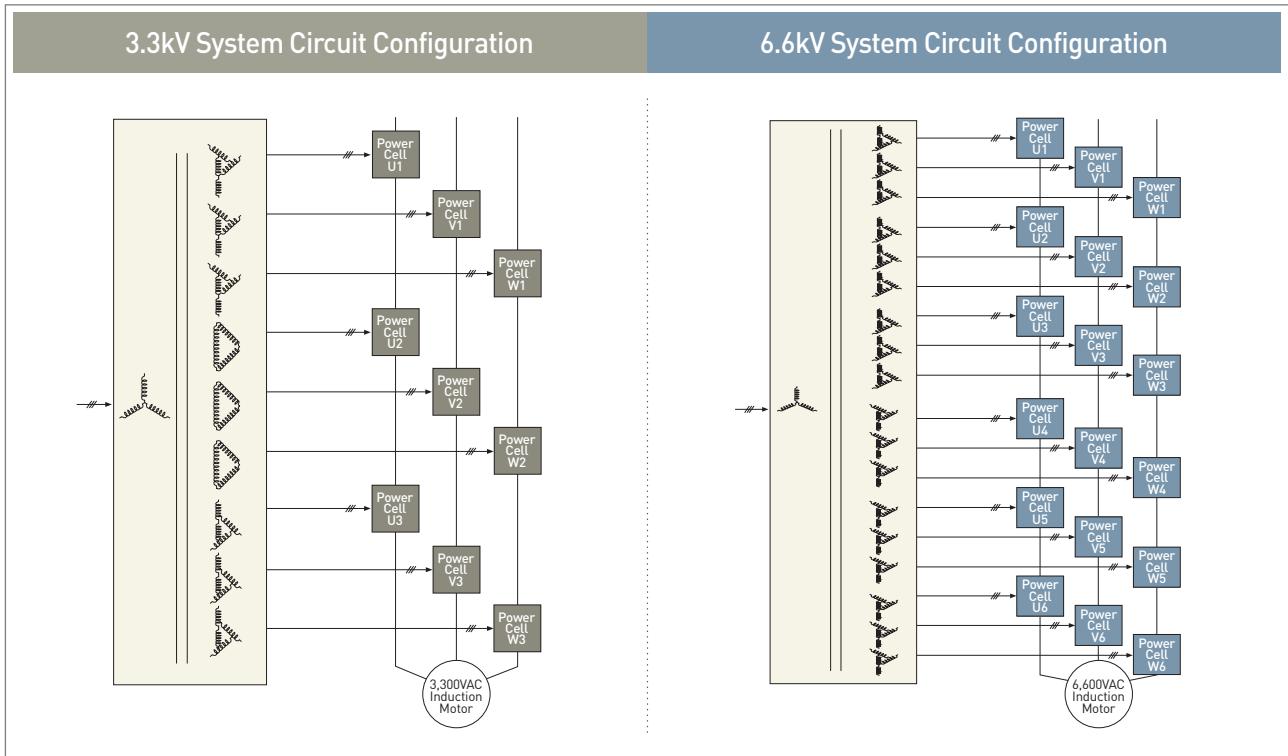 3.3kV System Circuit Configuration
6.6kV System Circuit Configuration
Power
Cell
U1
Power
Cell
V1
Power
Cell
W1
Power
Cell
U2
Power
Cell
V2
Power
Cell
W2
Power
Cell
U3
Power
Cell
V3
Power
Cell
W3
3,300VAC
Induction
Motor
Power
Cell
U1
Power
Cell
V1
Power
Cell
W1
Power
Cell
U2
Power
Cell
V2
Power
Cell
W2
Power
Cell
U3
Power
Cell
V3
Power
Cell
W3
Power
Cell
U4
Power
Cell
V4
Power
Cell
W4
Power
Cell
U5
Power
Cell
V5
Power
Cell
W5
Power
Cell
U6
Power
Cell
V6
Power
Cell
W6
6,600VAC
Induction
Motor